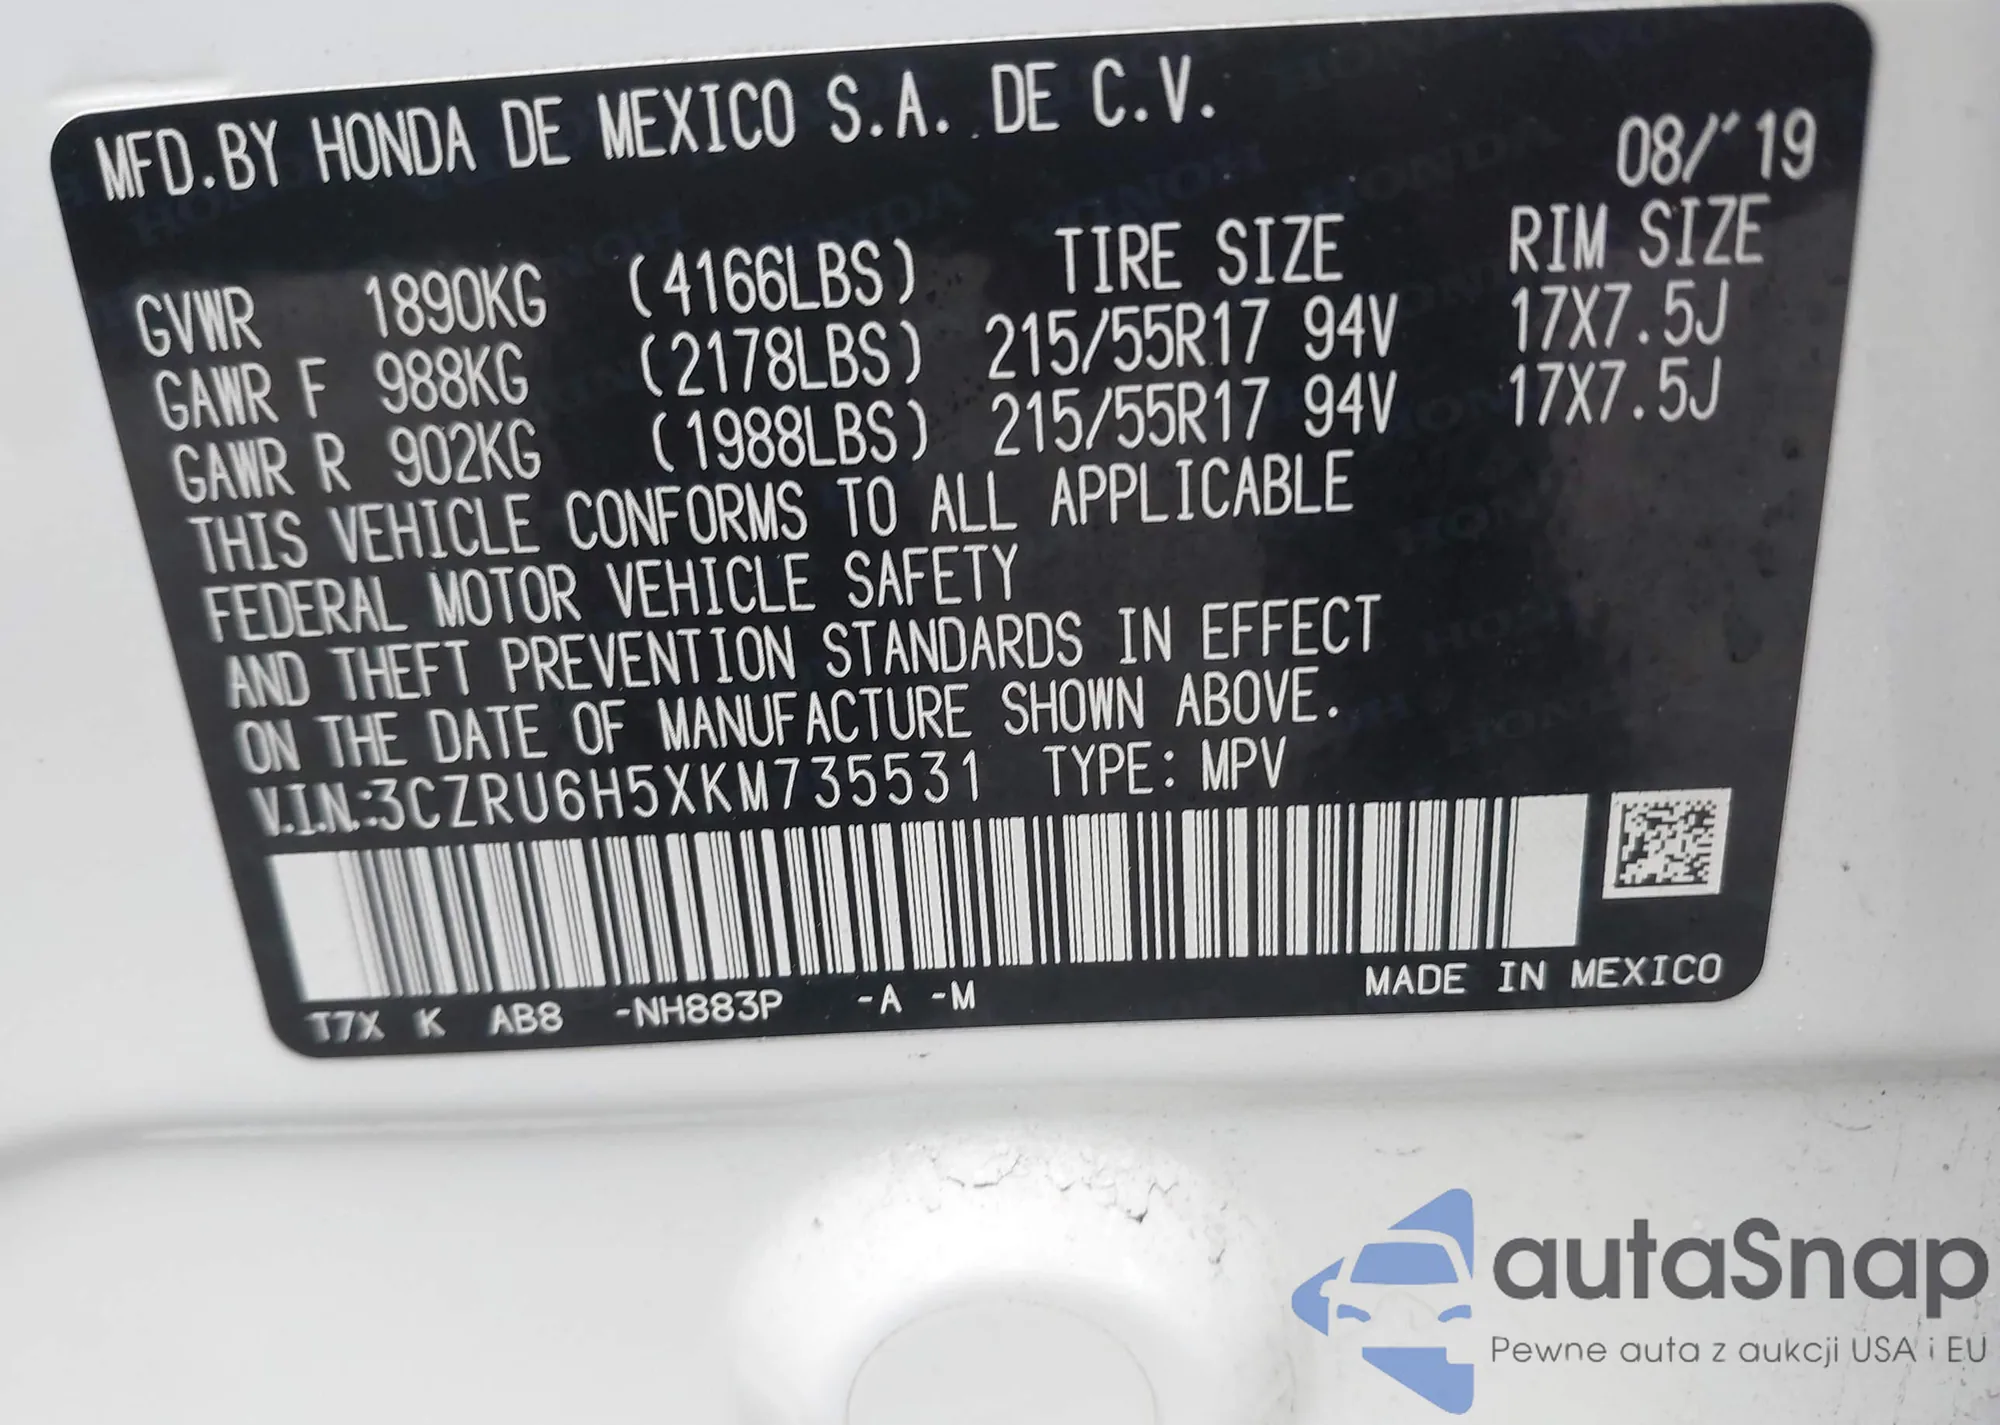 MFD.BY HONDA DE MEXICO S.A. DE C.V.
08/'19
TIRE SIZE RIM SIZE
GVWR 1890KG (4166LBS)
GAWR F 988KG (2178LBS) 215/55R17 94V 17X7.5J
GAWR R 902KG (1988LBS) 215/55R17 94V 17X7.5J
THIS VEHICLE CONFORMS TO ALL APPLICABLE
FEDERAL MOTOR VEHICLE SAFETY
AND THEFT PREVENTION STANDARDS IN EFFECT
ON THE DATE OF MANUFACTURE SHOWN ABOVE.
V.I.N.:3CZRU6H5XKM735531 TYPE: MPV
T7X K AB8 -NH883P -A -M
MADE IN MEXICO
autaSnap
Pewne auta z aukcji USA i EU